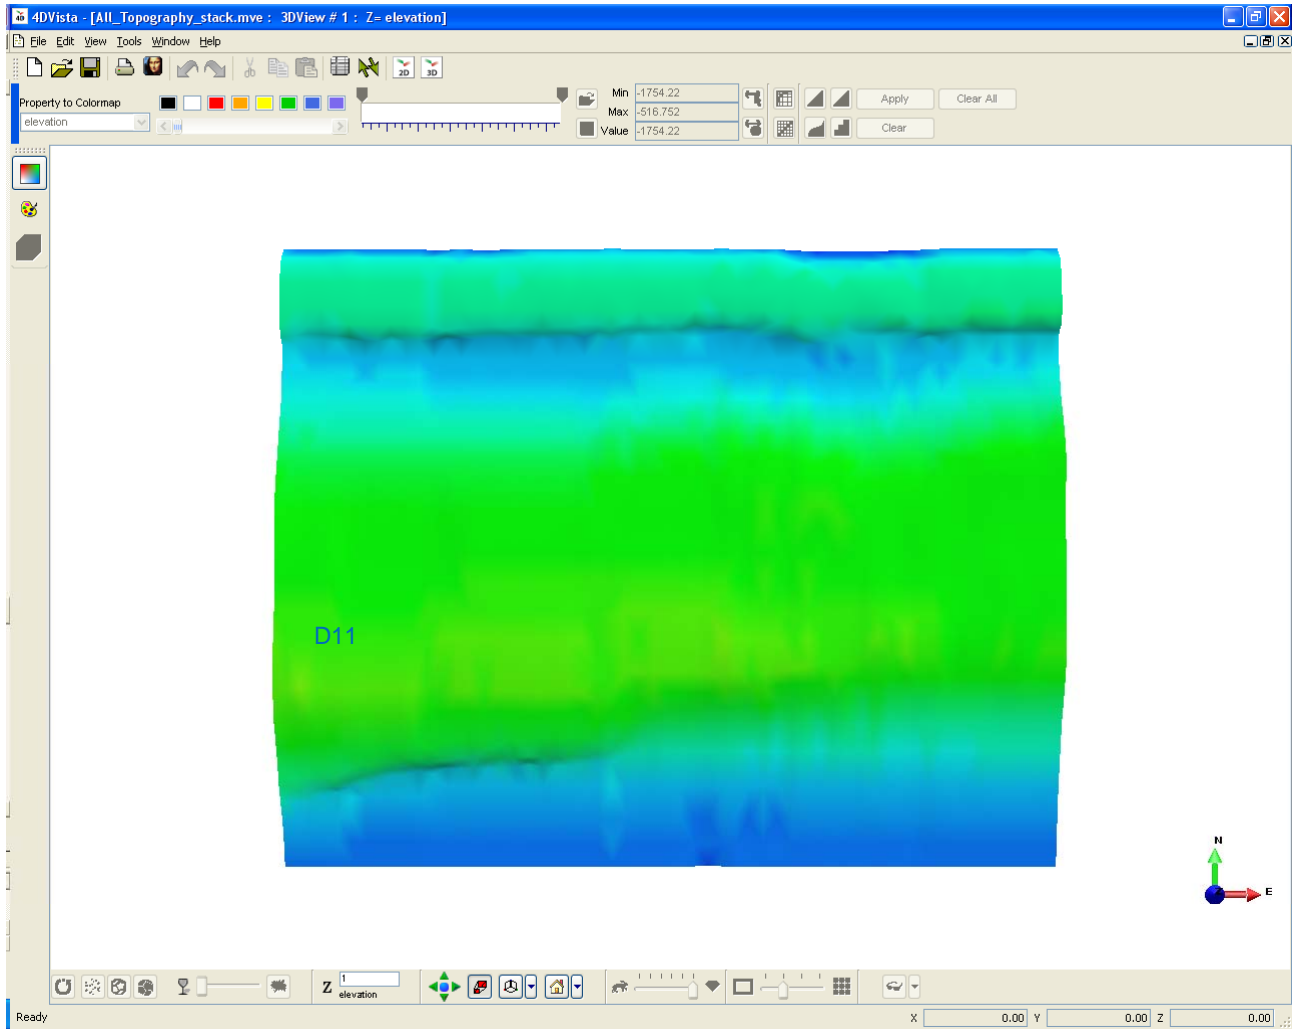 4DVista - [All_Topography_stack.mve : 3DView # 1 : Z= elevation]
File Edit View Tools Window Help
2D 3D
Property to Colormap
elevation
Min -1754.22
Max -516.752
Value -1754.22
Apply Clear All
Clear
D11
N
E
Z 1
elevation
Ready
X 0.00 Y 0.00 Z 0.00